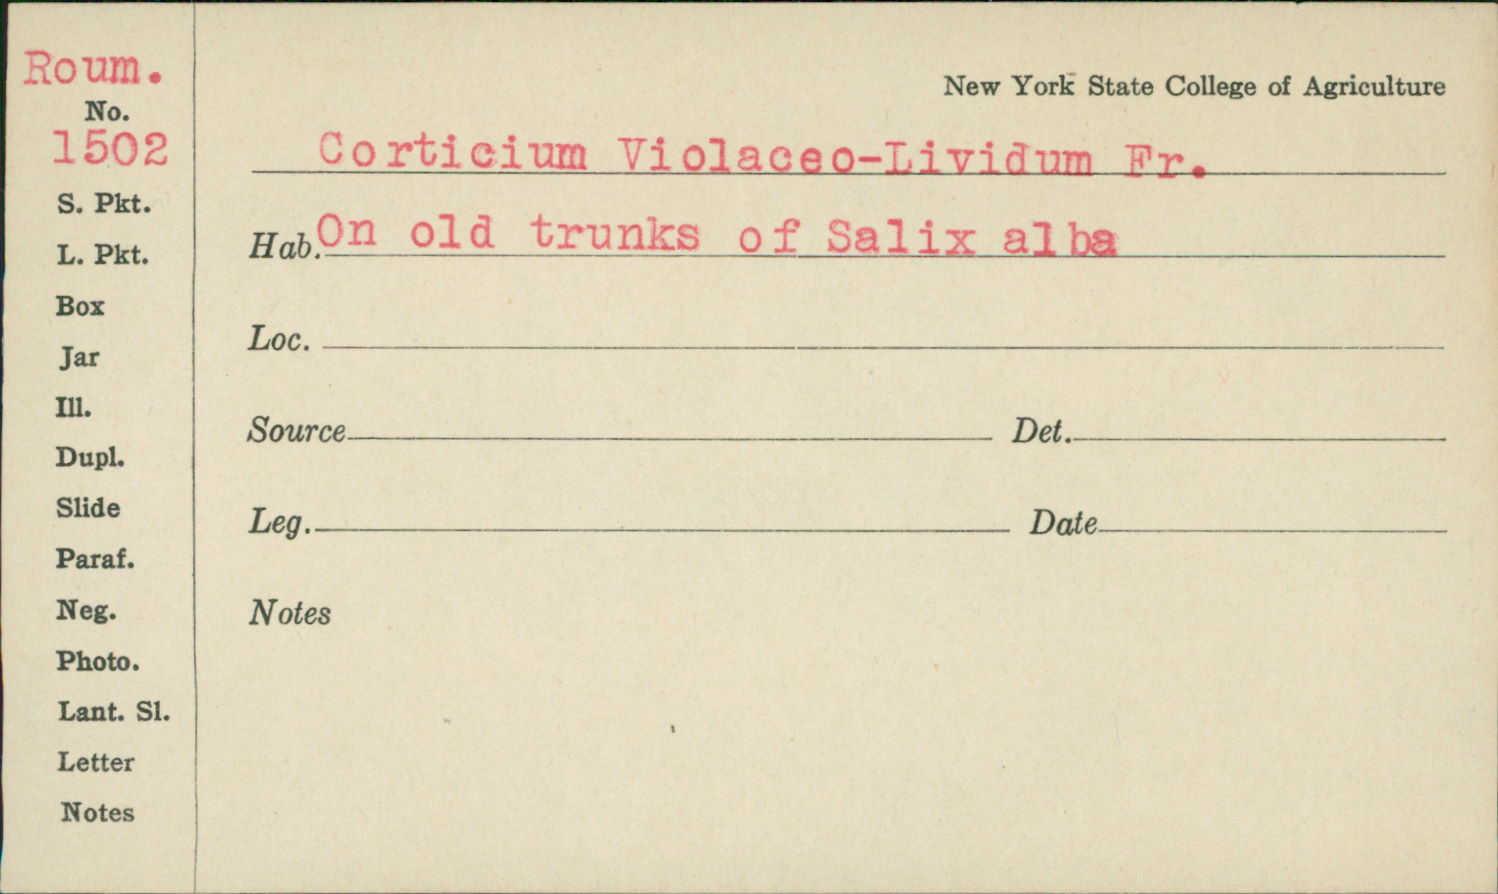 Roum.
No.
1502
S. Pkt.
L. Pkt.
Box
Jar
Ill.
Dupl.
Slide
Paraf.
Neg.
Photo.
Lant. Sl.
Letter
Notes
New York State College of Agriculture
Corticium Violaceo-Lividum Fr.
Hab. On old trunks of Salix alba
Loc.
Source Det.
Leg. Date
Notes